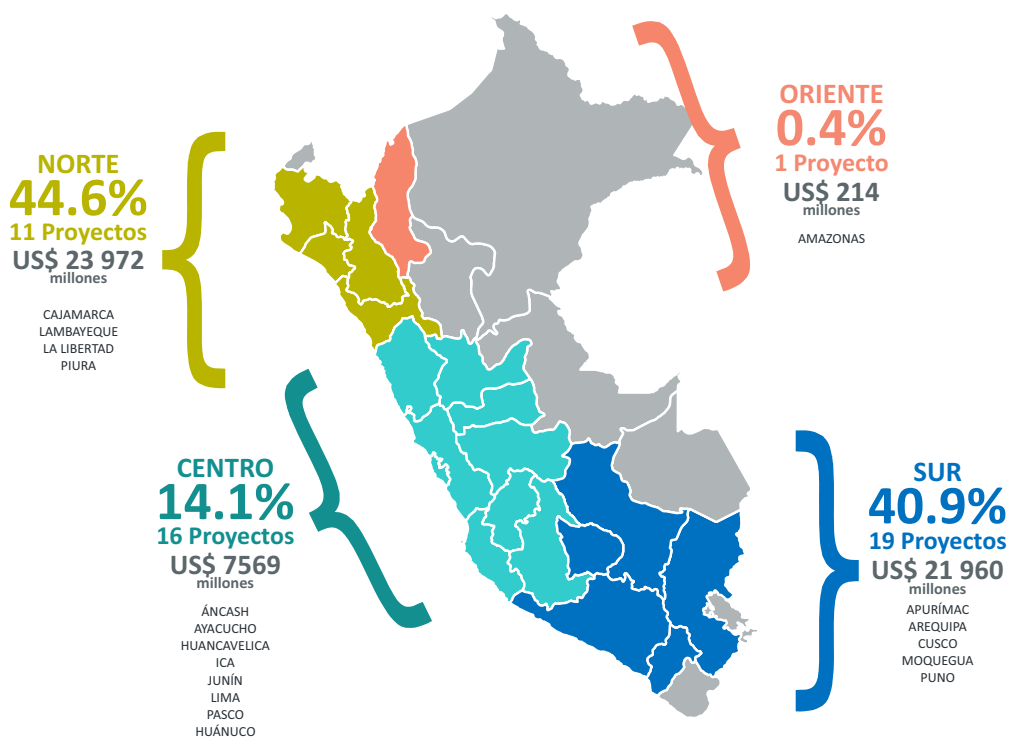 ORIENTE
0.4%
1 Proyecto
US$ 214
millones
AMAZONAS
NORTE
44.6%
11 Proyectos
US$ 23 972
millones
CAJAMARCA
LAMBAYEQUE
LA LIBERTAD
PIURA
CENTRO
14.1%
16 Proyectos
US$ 7569
millones
ÁNCASH
AYACUCHO
HUANCAVELICA
ICA
JUNÍN
LIMA
PASCO
HUÁNUCO
SUR
40.9%
19 Proyectos
US$ 21 960
millones
APURÍMAC
AREQUIPA
CUSCO
MOQUEGUA
PUNO